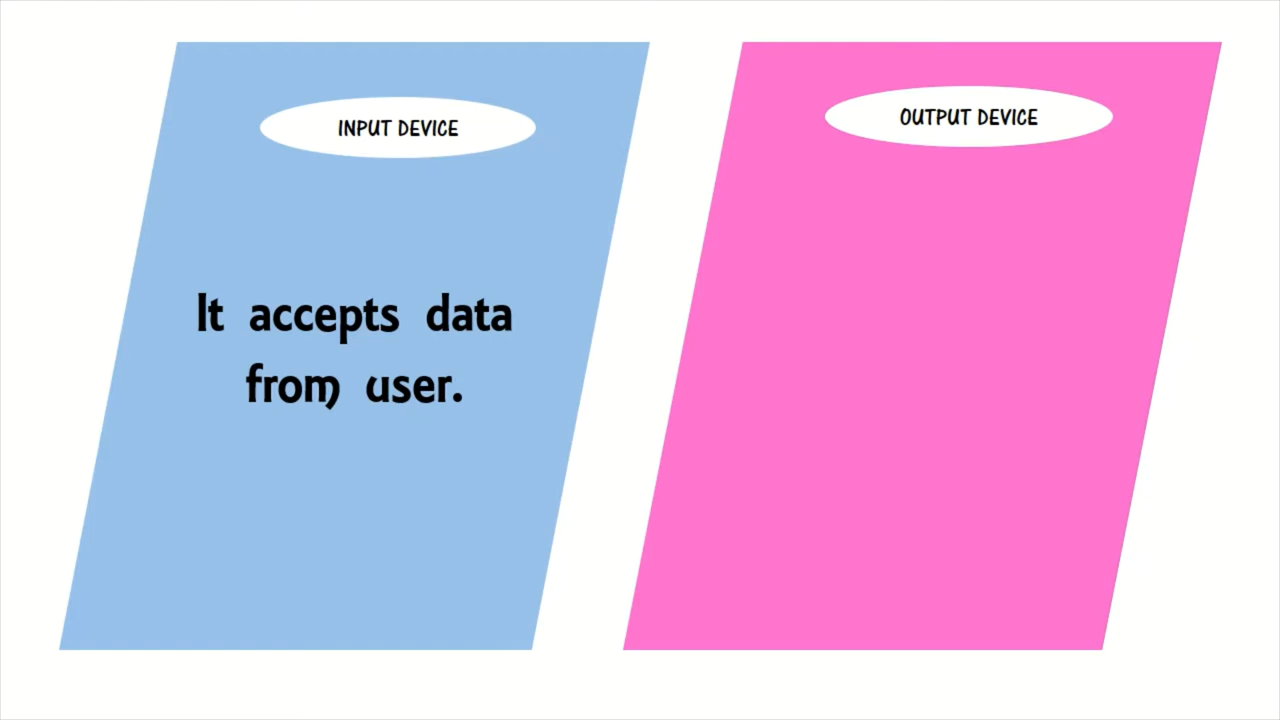 INPUT DEVICE
It accepts data
from user.
OUTPUT DEVICE